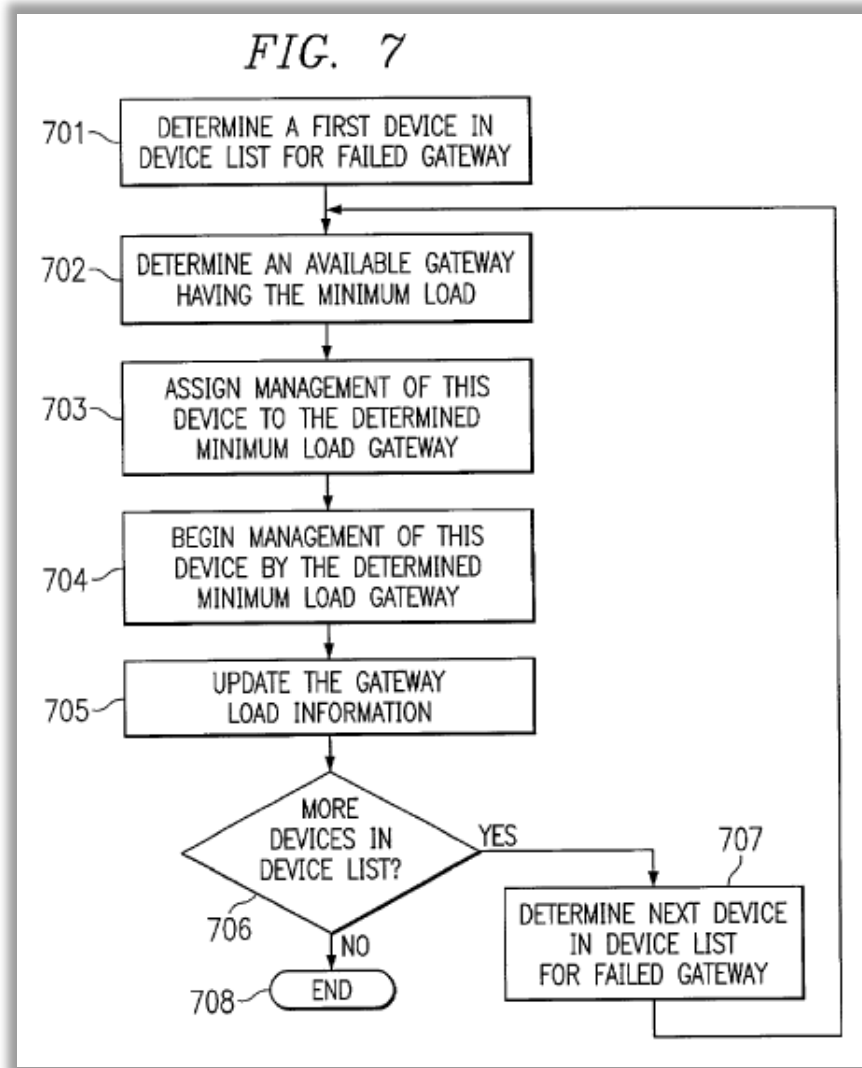 FIG. 7
701
DETERMINE A FIRST DEVICE IN
DEVICE LIST FOR FAILED GATEWAY
702
DETERMINE AN AVAILABLE GATEWAY
HAVING THE MINIMUM LOAD
703
ASSIGN MANAGEMENT OF THIS
DEVICE TO THE DETERMINED
MINIMUM LOAD GATEWAY
704
BEGIN MANAGEMENT OF THIS
DEVICE BY THE DETERMINED
MINIMUM LOAD GATEWAY
705
UPDATE THE GATEWAY
LOAD INFORMATION
MORE
DEVICES IN
DEVICE LIST?
706
YES
NO
707
DETERMINE NEXT DEVICE
IN DEVICE LIST
FOR FAILED GATEWAY
708
END